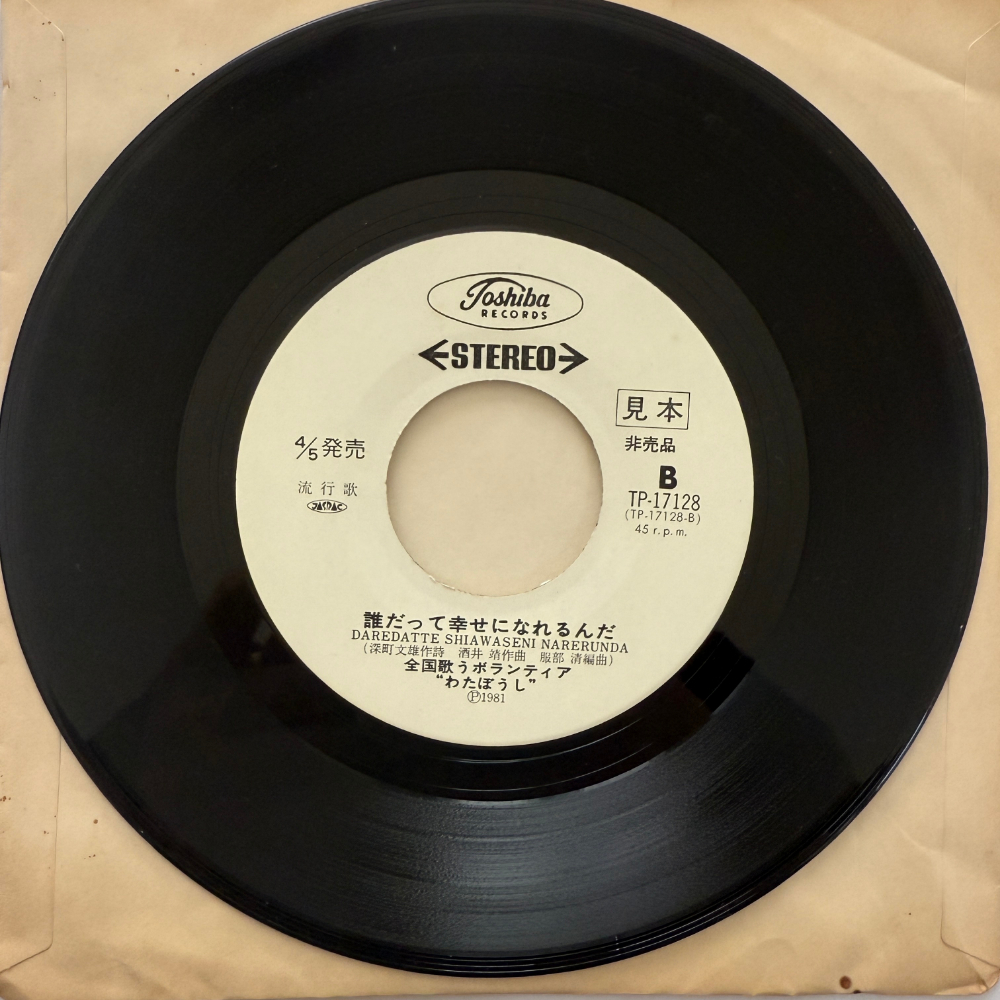 Toshiba
RECORDS
STEREO
見本
非売品
4/5発売
流行歌
JASRAC
B
TP-17128
(TP-17128-B)
45 r.p.m.
誰だって幸せになれるんだ
DAREDATTE SHIAWASENI NARERUNDA
(深町文雄作詩 酒井 靖作曲 服部 清編曲)
全国歌うボランティア
“わたぼうし”
Ⓟ1981